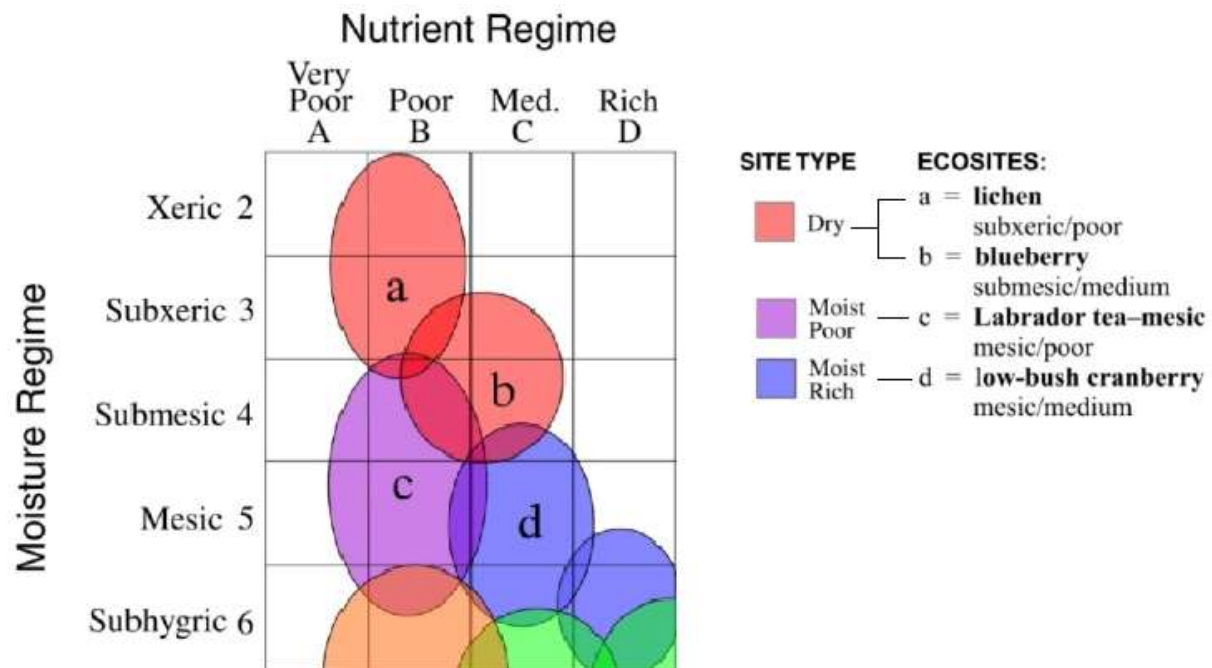 Nutrient Regime
Very
Poor Poor Med. Rich
A B C D
Moisture Regime
Xeric 2
Subxeric 3
Submesic 4
Mesic 5
Subhygric 6
a
b
c
d
SITE TYPE ECOSITES:
Dry
a = lichen
subxeric/poor
b = blueberry
submesic/medium
Moist
Poor
c = Labrador tea–mesic
mesic/poor
Moist
Rich
d = low-bush cranberry
mesic/medium